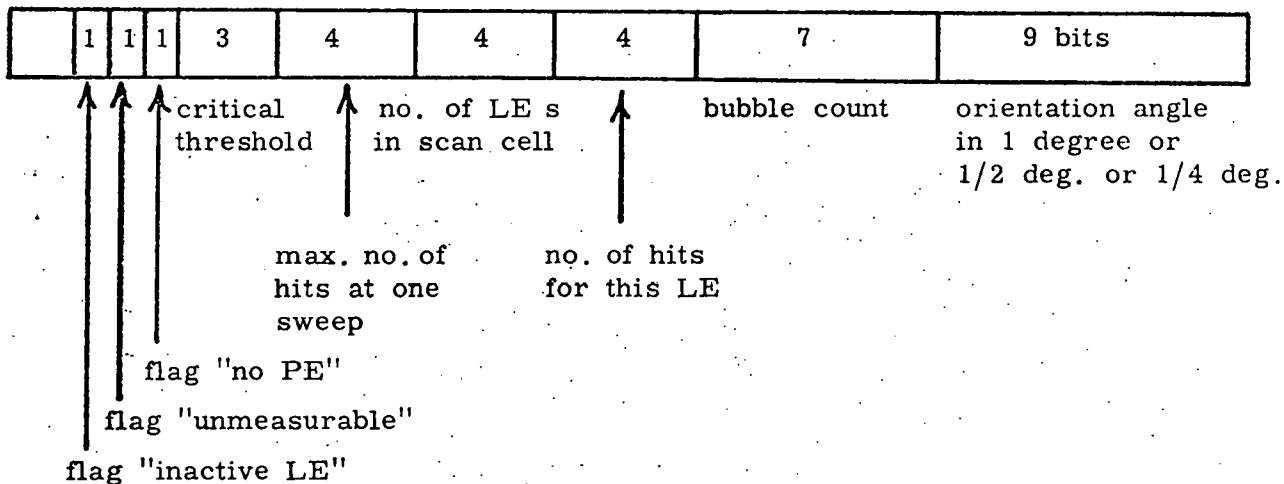 1 1 1 3 4 4 4 7 9 bits
critical threshold
no. of LE s in scan cell
bubble count
orientation angle
in 1 degree or
1/2 deg. or 1/4 deg.
max. no. of
hits at one
sweep
no. of hits
for this LE
flag "no PE"
flag "unmeasurable"
flag "inactive LE"